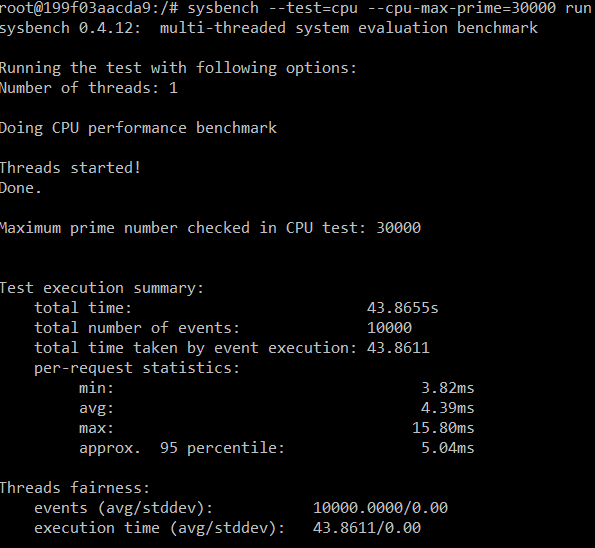 root@199f03aacda9:/# sysbench --test=cpu --cpu-max-prime=30000 run
sysbench 0.4.12:  multi-threaded system evaluation benchmark
Running the test with following options:
Number of threads: 1
Doing CPU performance benchmark
Threads started!
Done.
Maximum prime number checked in CPU test: 30000
Test execution summary:
    total time:                          43.8655s
    total number of events:              10000
    total time taken by event execution: 43.8611
    per-request statistics:
         min:                                  3.82ms
         avg:                                  4.39ms
         max:                                 15.80ms
         approx.  95 percentile:               5.04ms
Threads fairness:
    events (avg/stddev):           10000.0000/0.00
    execution time (avg/stddev):   43.8611/0.00